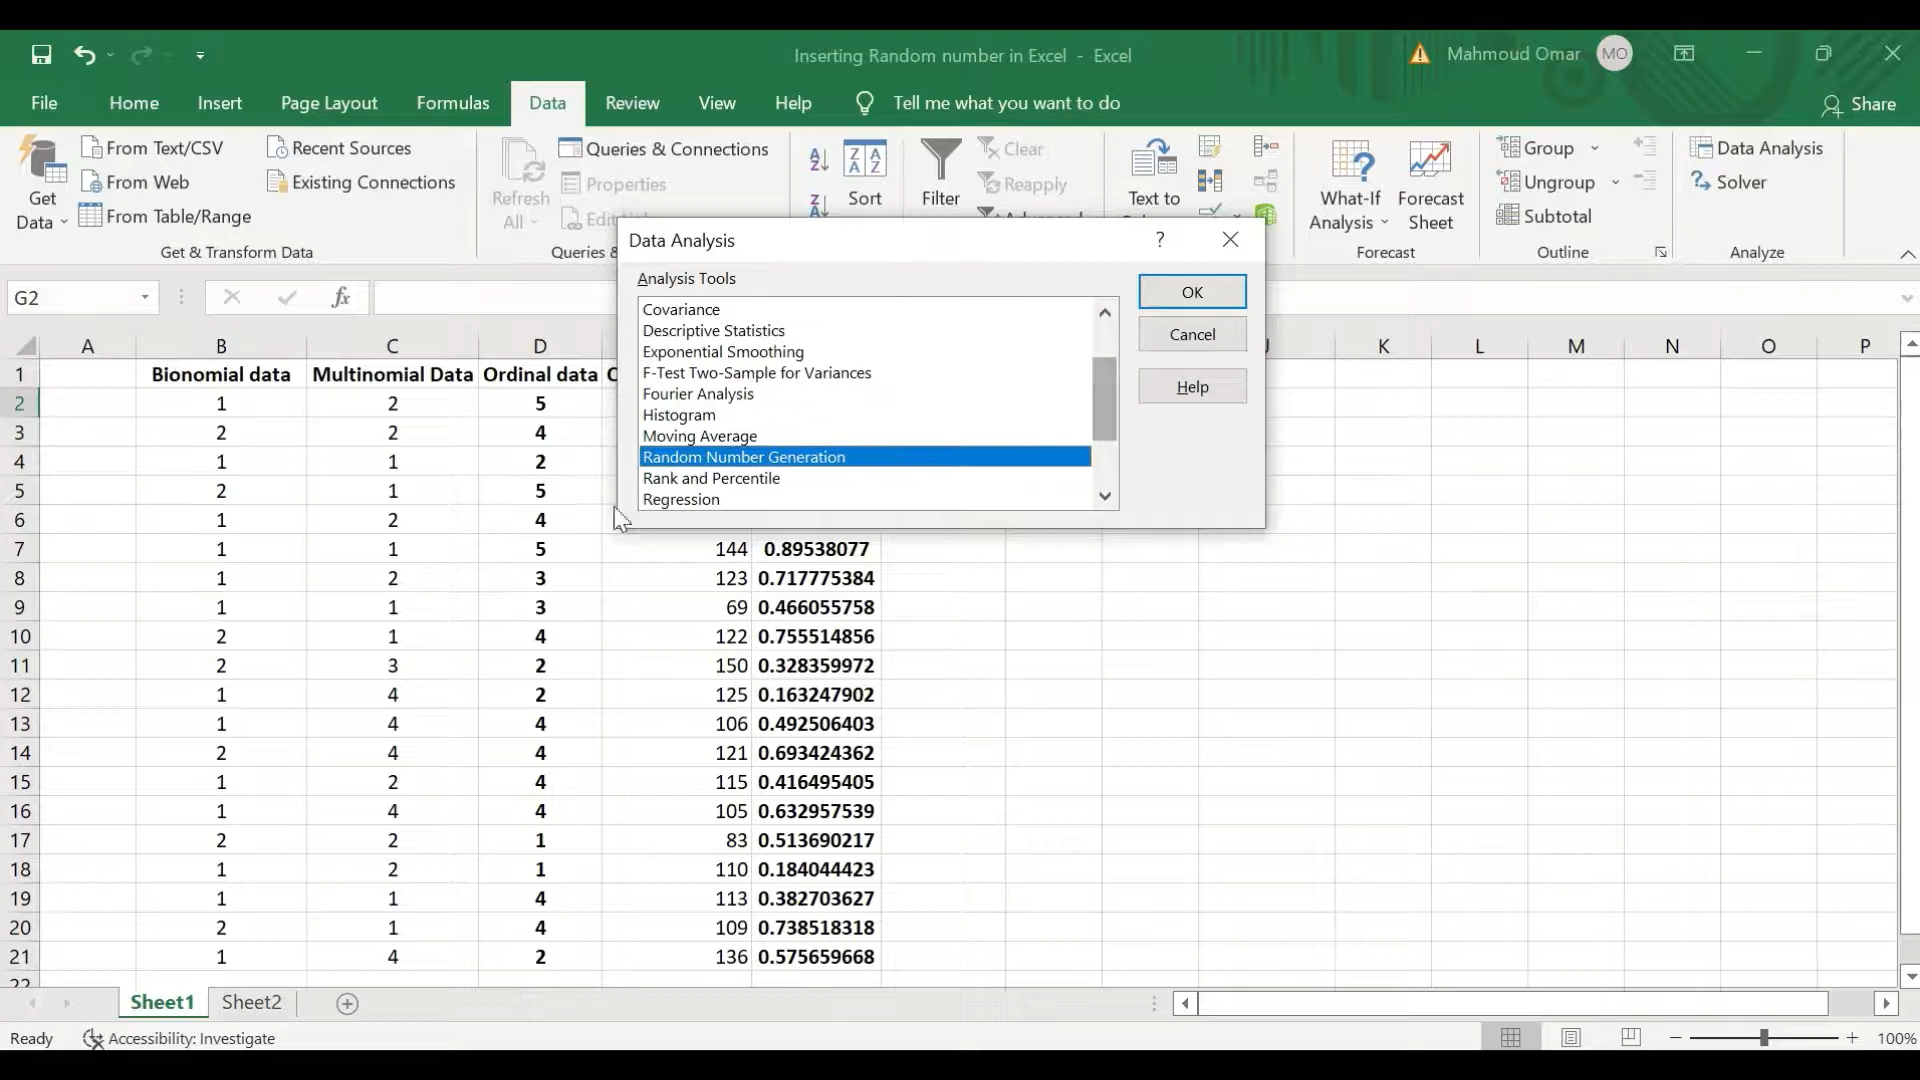 Inserting Random number in Excel - Excel
Mahmoud Omar MO
File Home Insert Page Layout Formulas Data Review View Help Tell me what you want to do Share
Get Data
From Text/CSV
From Web
From Table/Range
Recent Sources
Existing Connections
Get & Transform Data
Refresh All
Queries & Connections
Properties
Queries &
Sort
Filter
Clear
Reapply
Text to
What-If Analysis
Forecast Sheet
Forecast
Group
Ungroup
Subtotal
Outline
Data Analysis
Solver
Analyze
G2
fx
Data Analysis ?
Analysis Tools
Covariance
Descriptive Statistics
Exponential Smoothing
F-Test Two-Sample for Variances
Fourier Analysis
Histogram
Moving Average
Random Number Generation
Rank and Percentile
Regression
OK
Cancel
Help
A B C D K L M N O P
1 Bionomial data Multinomial Data Ordinal data
2 1 2 5
3 2 2 4
4 1 1 2
5 2 1 5
6 1 2 4
7 1 1 5 144 0.89538077
8 1 2 3 123 0.717775384
9 1 1 3 69 0.466055758
10 2 1 4 122 0.755514856
11 2 3 2 150 0.328359972
12 1 4 2 125 0.163247902
13 1 4 4 106 0.492506403
14 2 4 4 121 0.693424362
15 1 2 4 115 0.416495405
16 1 4 4 105 0.632957539
17 2 2 1 83 0.513690217
18 1 2 1 110 0.184044423
19 1 1 4 113 0.382703627
20 2 1 4 109 0.738518318
21 1 4 2 136 0.575659668
22
Sheet1 Sheet2
Ready Accessibility: Investigate 100%